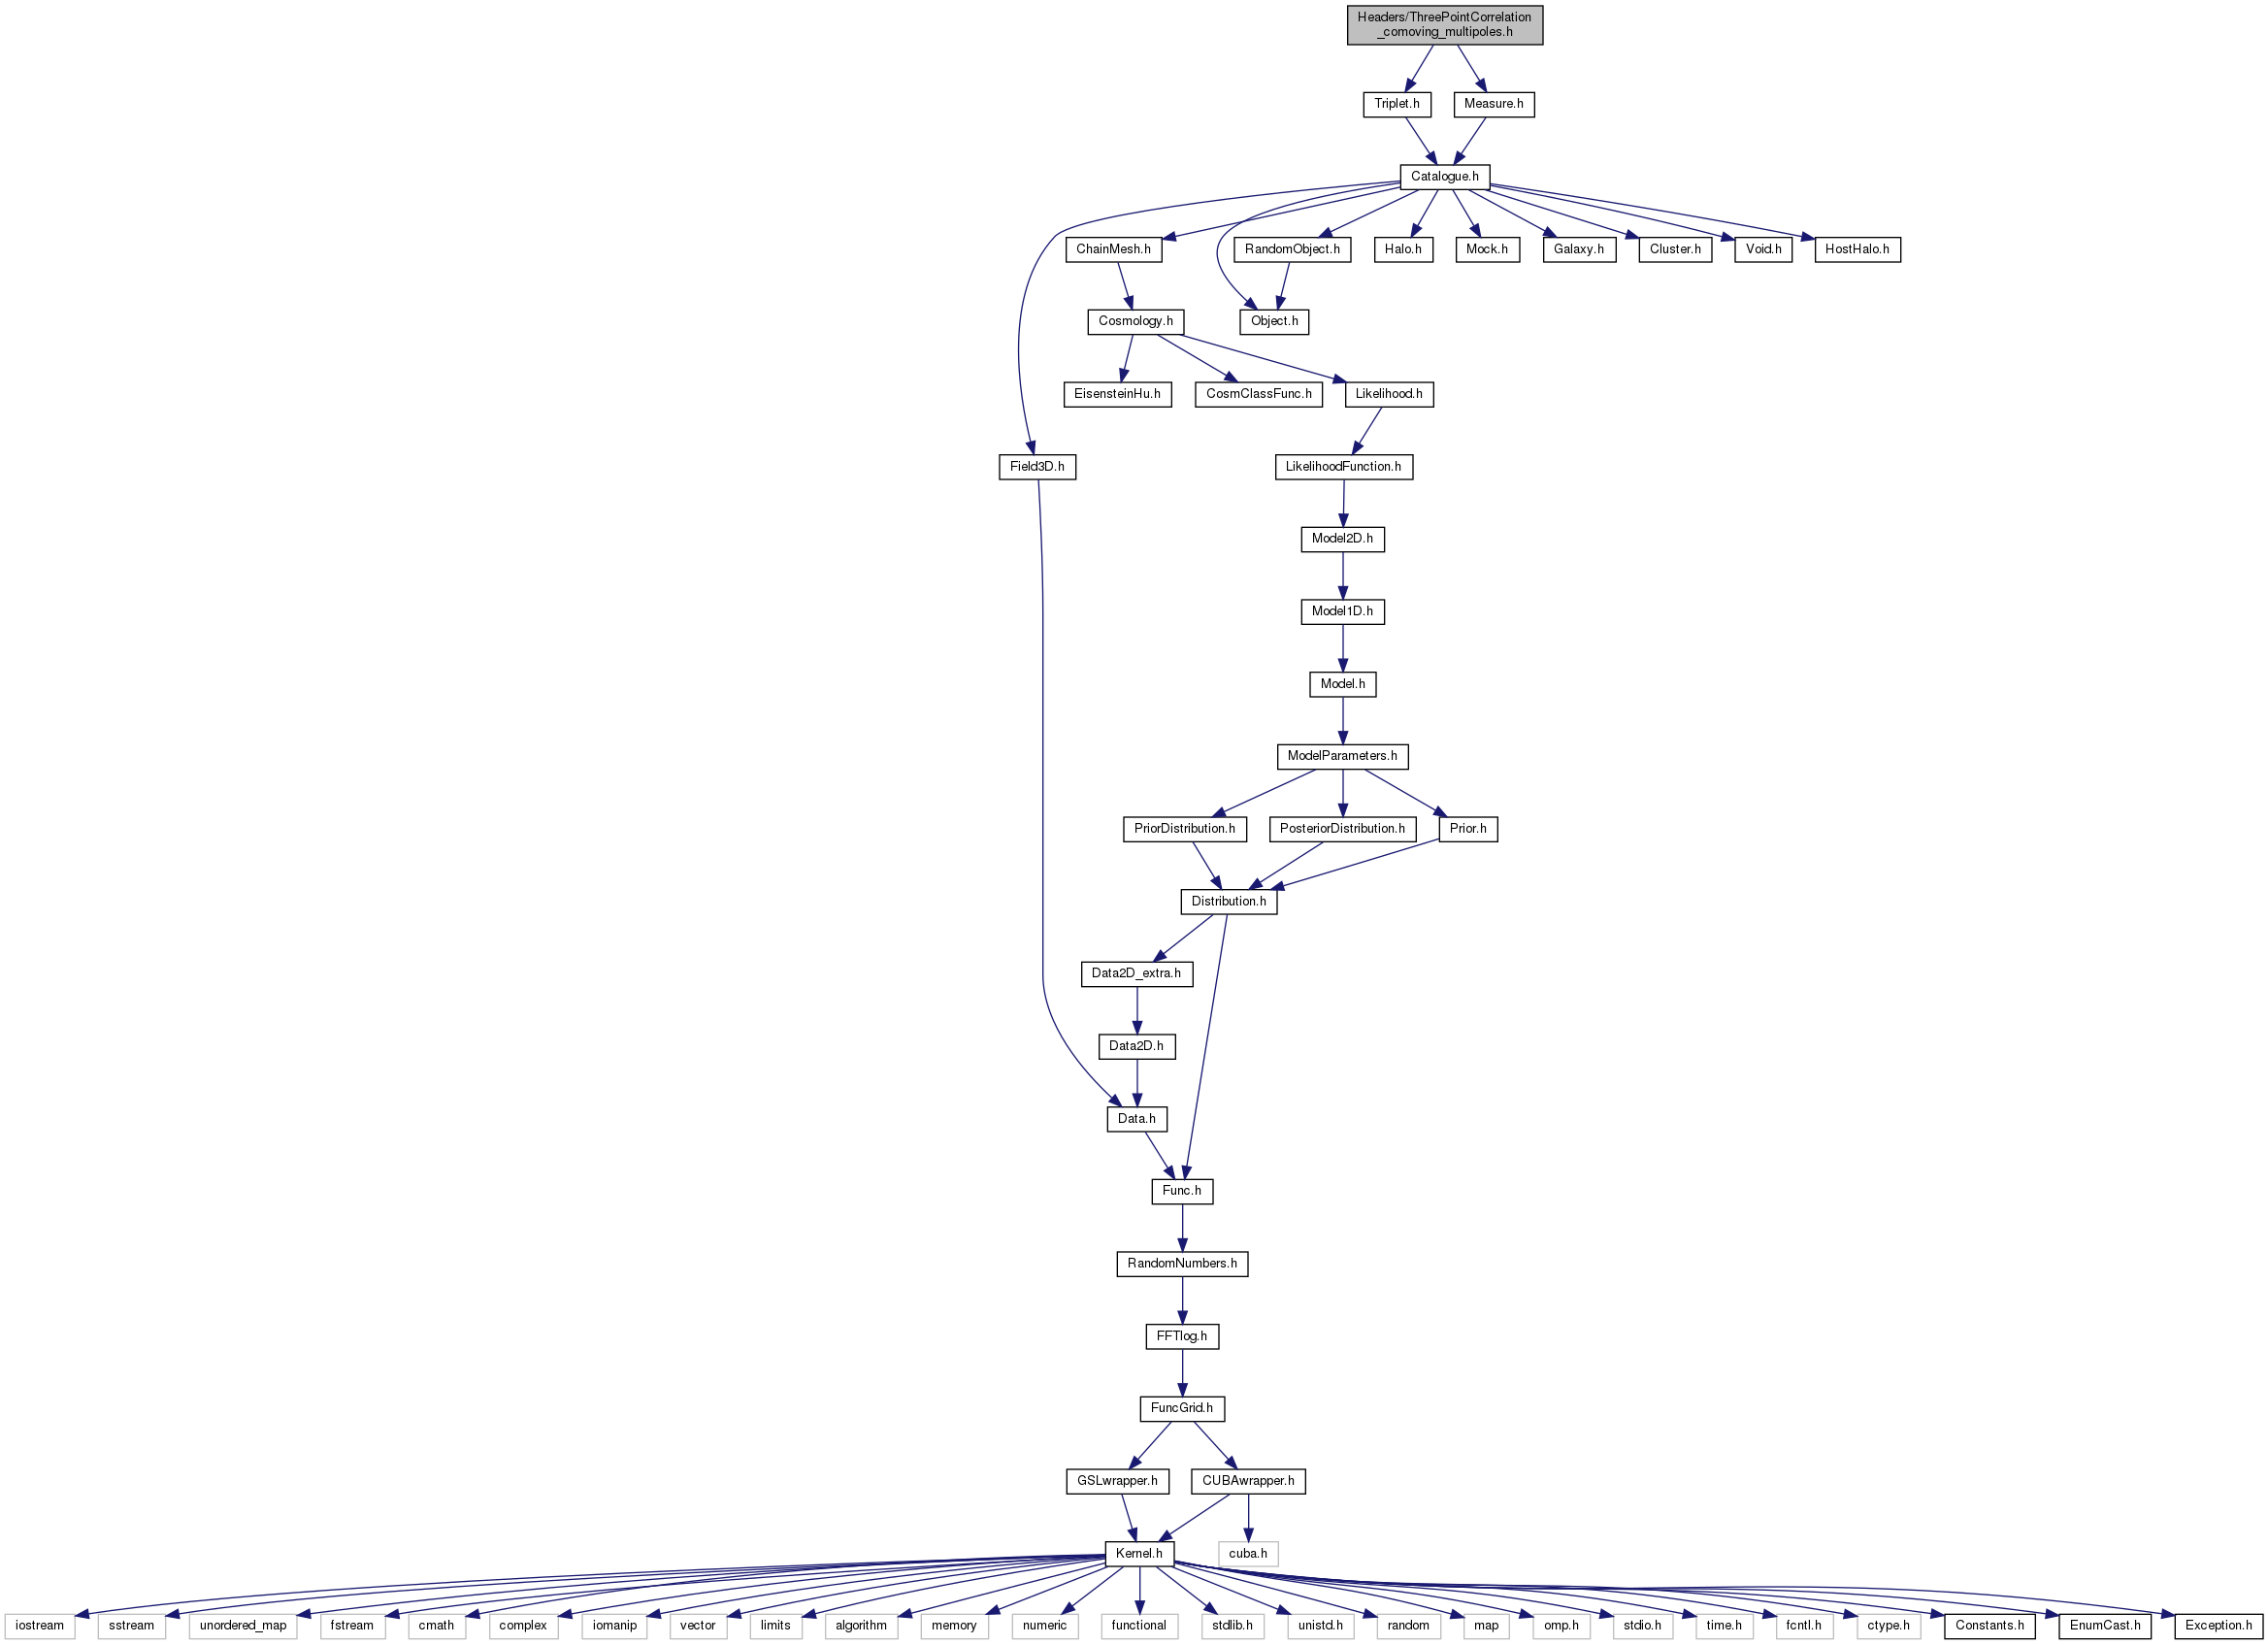 Headers/ThreePointCorrelation
_comoving_multipoles.h
Triplet.h
Measure.h
Catalogue.h
ChainMesh.h
RandomObject.h
Halo.h
Mock.h
Galaxy.h
Cluster.h
Void.h
HostHalo.h
Cosmology.h
Object.h
EisensteinHu.h
CosmClassFunc.h
Likelihood.h
Field3D.h
LikelihoodFunction.h
Model2D.h
Model1D.h
Model.h
ModelParameters.h
PriorDistribution.h
PosteriorDistribution.h
Prior.h
Distribution.h
Data2D_extra.h
Data2D.h
Data.h
Func.h
RandomNumbers.h
FFTlog.h
FuncGrid.h
GSLwrapper.h
CUBAwrapper.h
Kernel.h
cuba.h
iostream
sstream
unordered_map
fstream
cmath
complex
iomanip
vector
limits
algorithm
memory
numeric
functional
stdlib.h
unistd.h
random
map
omp.h
stdio.h
time.h
fcntl.h
ctype.h
Constants.h
EnumCast.h
Exception.h